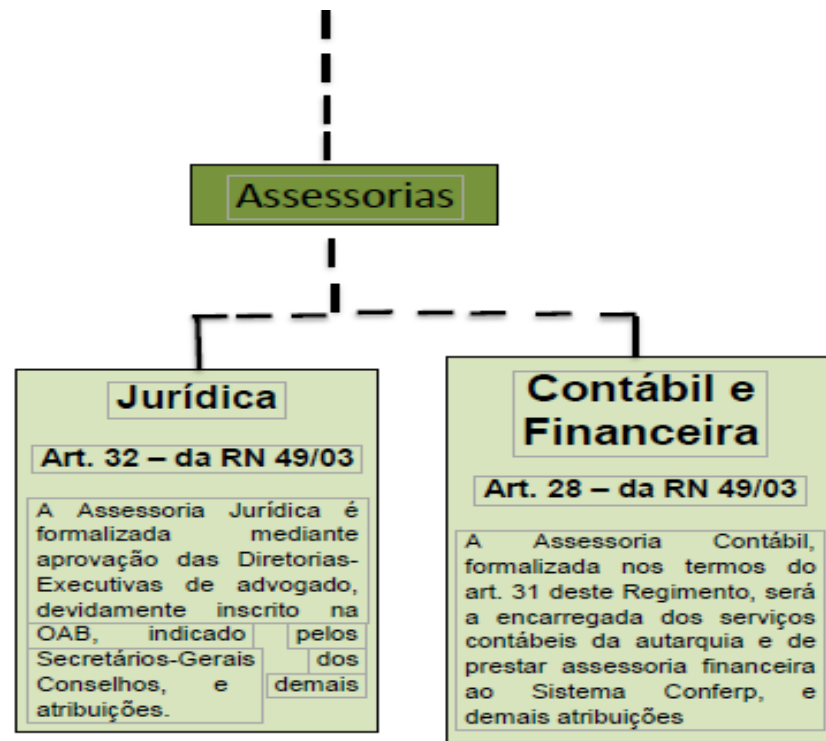 Assessorias
Jurídica
Art. 32 – da RN 49/03
A Assessoria Jurídica é
formalizada mediante
aprovação das Diretorias-
Executivas de advogado,
devidamente inscrito na
OAB, indicado pelos
Secretários-Gerais dos
Conselhos, e demais
atribuições.
Contábil e
Financeira
Art. 28 – da RN 49/03
A Assessoria Contábil,
formalizada nos termos do
art. 31 deste Regimento, será
a encarregada dos serviços
contábeis da autarquia e de
prestar assessoria financeira
ao Sistema Conferp, e
demais atribuições